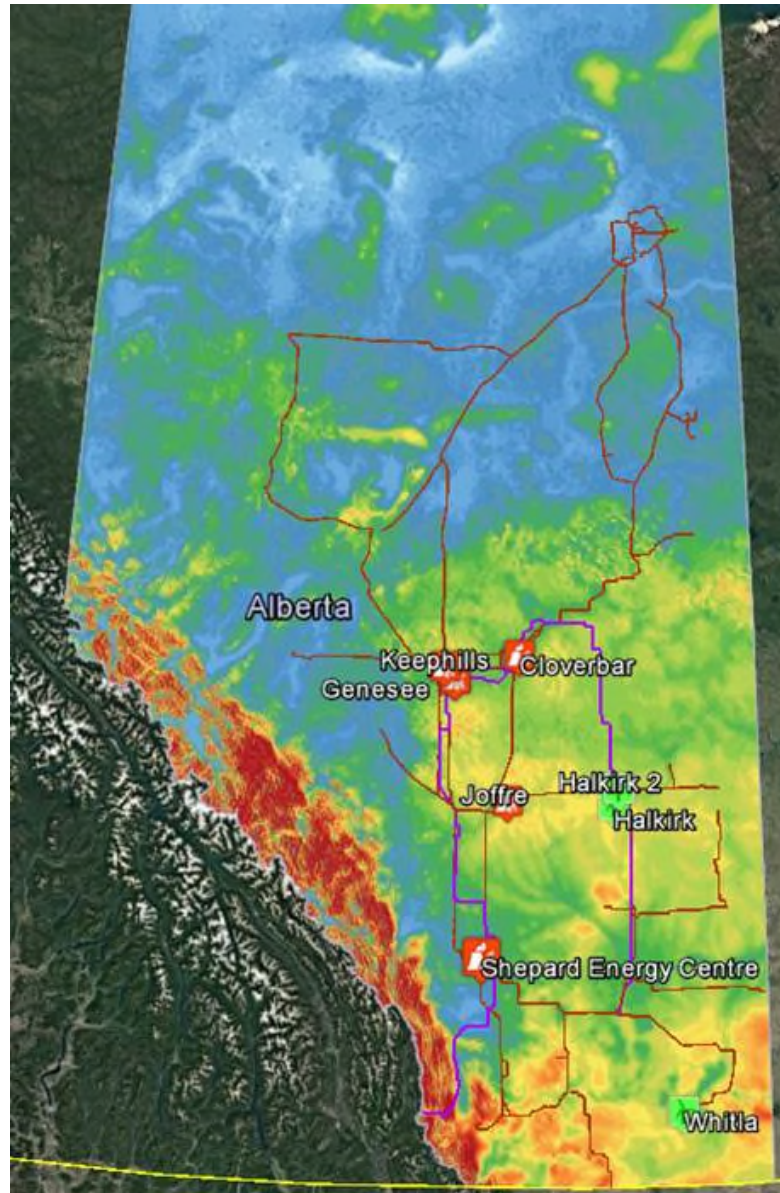 Alberta
Keephills
Cloverbar
Genesee
Halkirk 2
Joffre
Halkirk
Shepard Energy Centre
Whitla